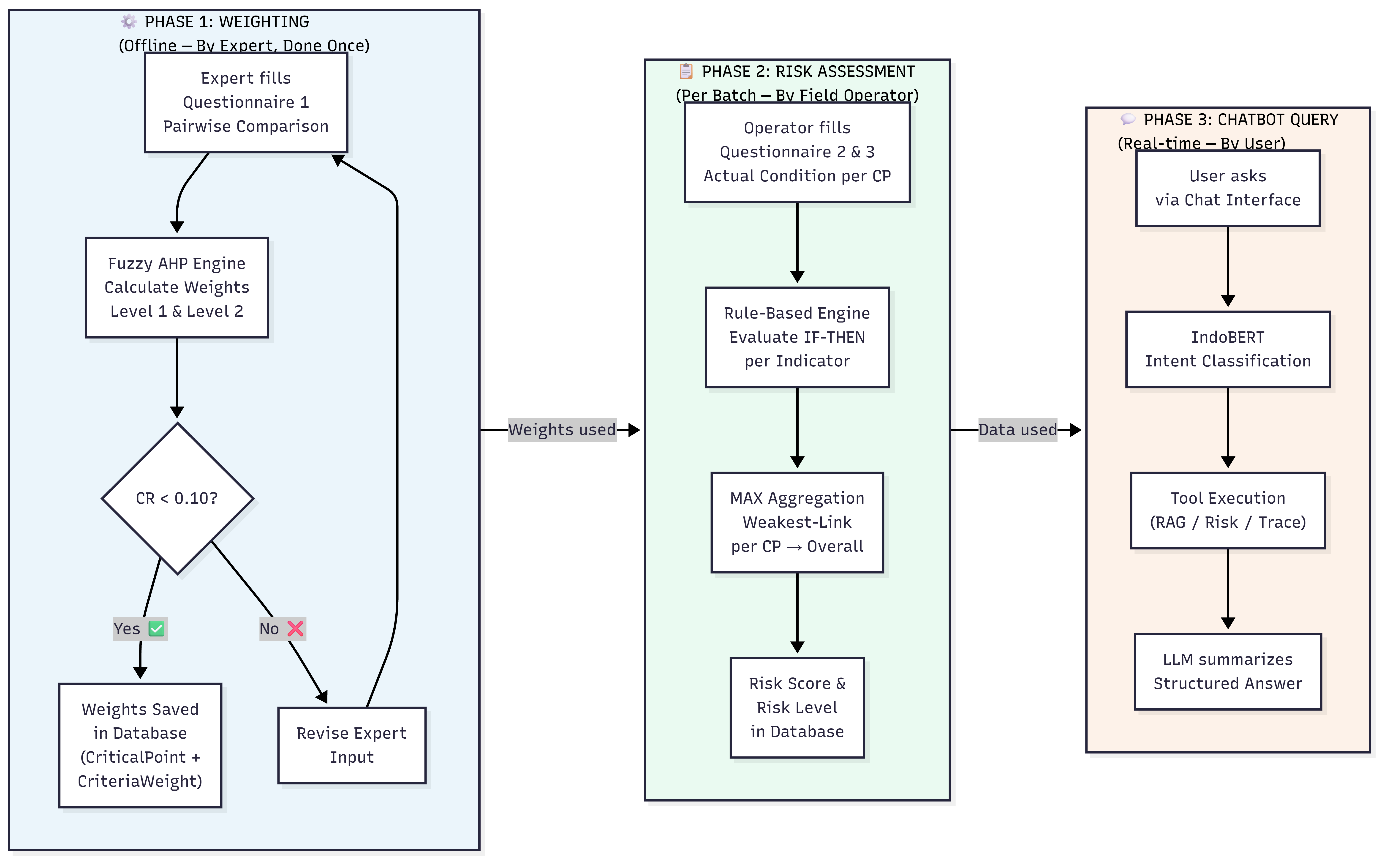 ⚙️ PHASE 1: WEIGHTING
(Offline — By Expert, Done Once)
Expert fills
Questionnaire 1
Pairwise Comparison
Fuzzy AHP Engine
Calculate Weights
Level 1 & Level 2
CR < 0.10?
Yes ✅
No ❌
Weights Saved
in Database
(CriticalPoint +
CriteriaWeight)
Revise Expert
Input
Weights used
📋 PHASE 2: RISK ASSESSMENT
(Per Batch — By Field Operator)
Operator fills
Questionnaire 2 & 3
Actual Condition per CP
Rule-Based Engine
Evaluate IF-THEN
per Indicator
MAX Aggregation
Weakest-Link
per CP → Overall
Risk Score &
Risk Level
in Database
Data used
💬 PHASE 3: CHATBOT QUERY
(Real-time — By User)
User asks
via Chat Interface
IndoBERT
Intent Classification
Tool Execution
(RAG / Risk / Trace)
LLM summarizes
Structured Answer